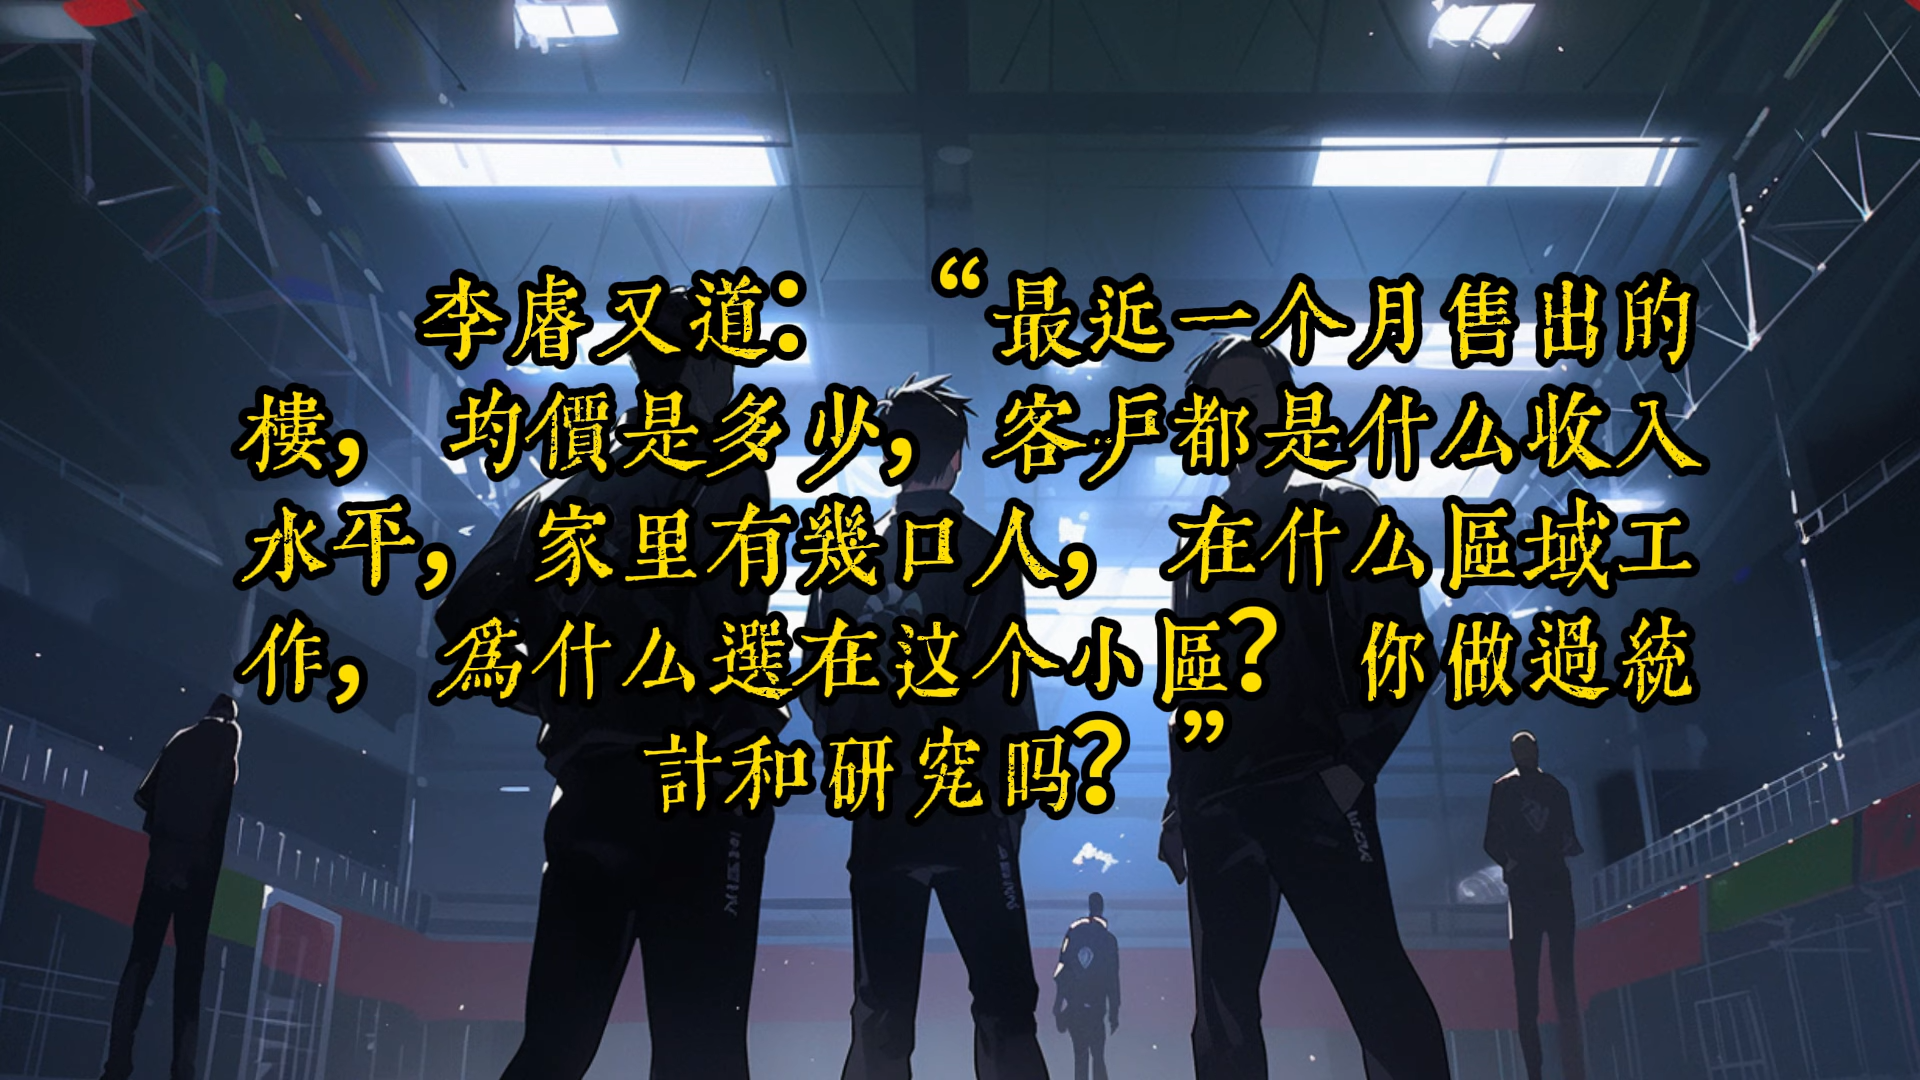 李睿又道：“最近一个月售出的
樓，均價是多少，客户都是什么收入
水平，家里有幾口人，在什么區域工
作，爲什么選在这个小區？你做過統
計和研究吗？”